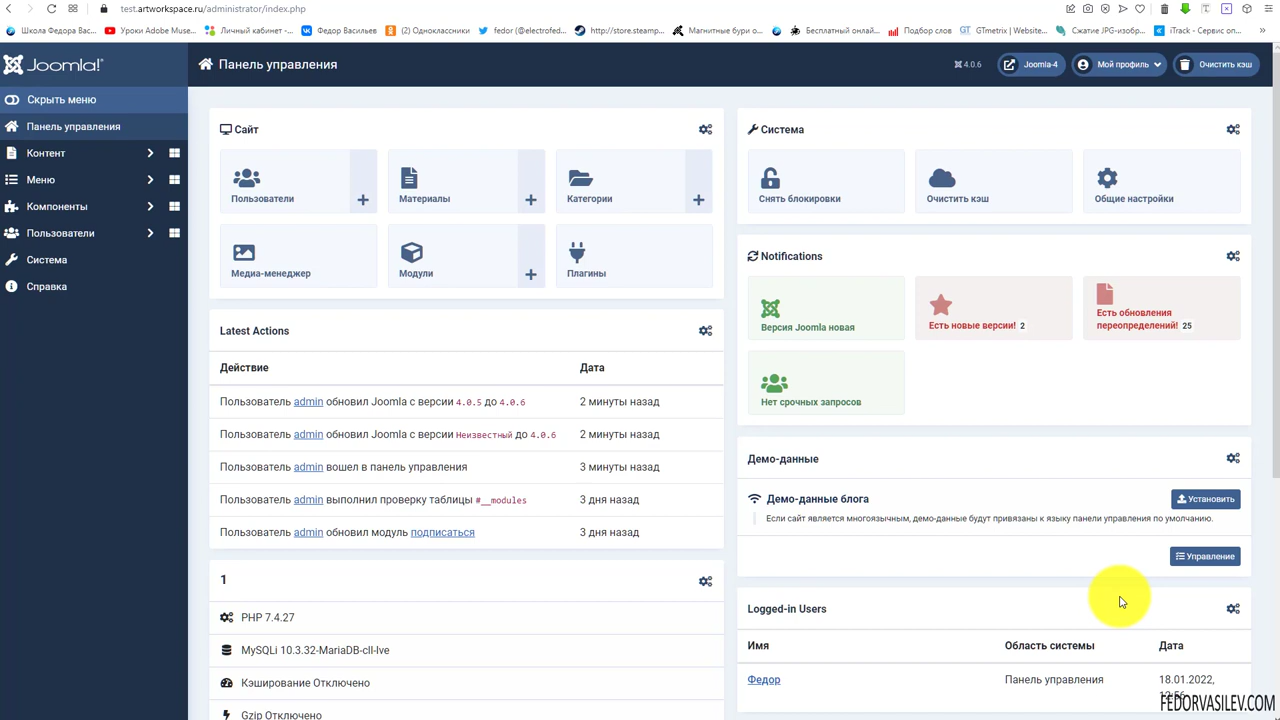 test.artworkspace.ru/administrator/index.php
Школа Федора Вас...
Уроки Adobe Muse...
Личный кабинет -...
Федор Васильев
(2) Одноклассники
fedor (@electrofed...
http://store.steamp...
Магнитные бури о...
Бесплатный онлай...
Подбор слов
GTmetrix | Website...
Сжатие JPG-изобр...
iTrack - Сервис оп...
Joomla!®
Панель управления
4.0.6
Joomla-4
Мой профиль
Очистить кэш
Скрыть меню
Панель управления
Контент
Меню
Компоненты
Пользователи
Система
Справка
Сайт
Пользователи
Материалы
Категории
Медиа-менеджер
Модули
Плагины
Latest Actions
Действие Дата
Пользователь admin обновил Joomla с версии 4.0.5 до 4.0.6 2 минуты назад
Пользователь admin обновил Joomla с версии Неизвестный до 4.0.6 2 минуты назад
Пользователь admin вошел в панель управления 3 минуты назад
Пользователь admin выполнил проверку таблицы #__modules 3 дня назад
Пользователь admin обновил модуль подписаться 3 дня назад
1
PHP 7.4.27
MySQLi 10.3.32-MariaDB-cll-lve
Кэширование Отключено
Gzip Отключено
Система
Снять блокировки
Очистить кэш
Общие настройки
Notifications
Версия Joomla новая
Есть новые версии! 2
Есть обновления
переопределений! 25
Нет срочных запросов
Демо-данные
Демо-данные блога
Установить
Если сайт является многоязычным, демо-данные будут привязаны к языку панели управления по умолчанию.
Управление
Logged-in Users
Имя Область системы Дата
Федор Панель управления 18.01.2022,
FEDORVASILEV.COM